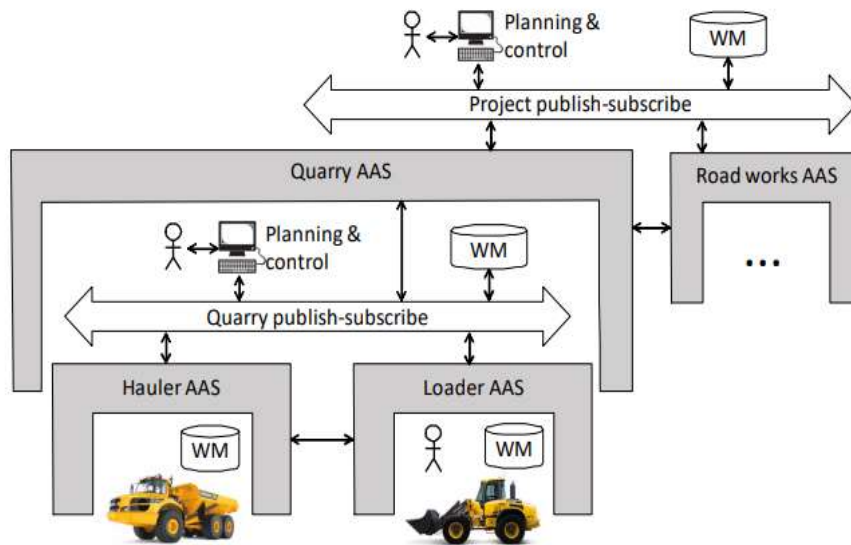 Planning &
control
WM
Project publish-subscribe
Quarry AAS
Road works AAS
Planning &
control
WM
...
Quarry publish-subscribe
Hauler AAS
Loader AAS
WM
WM